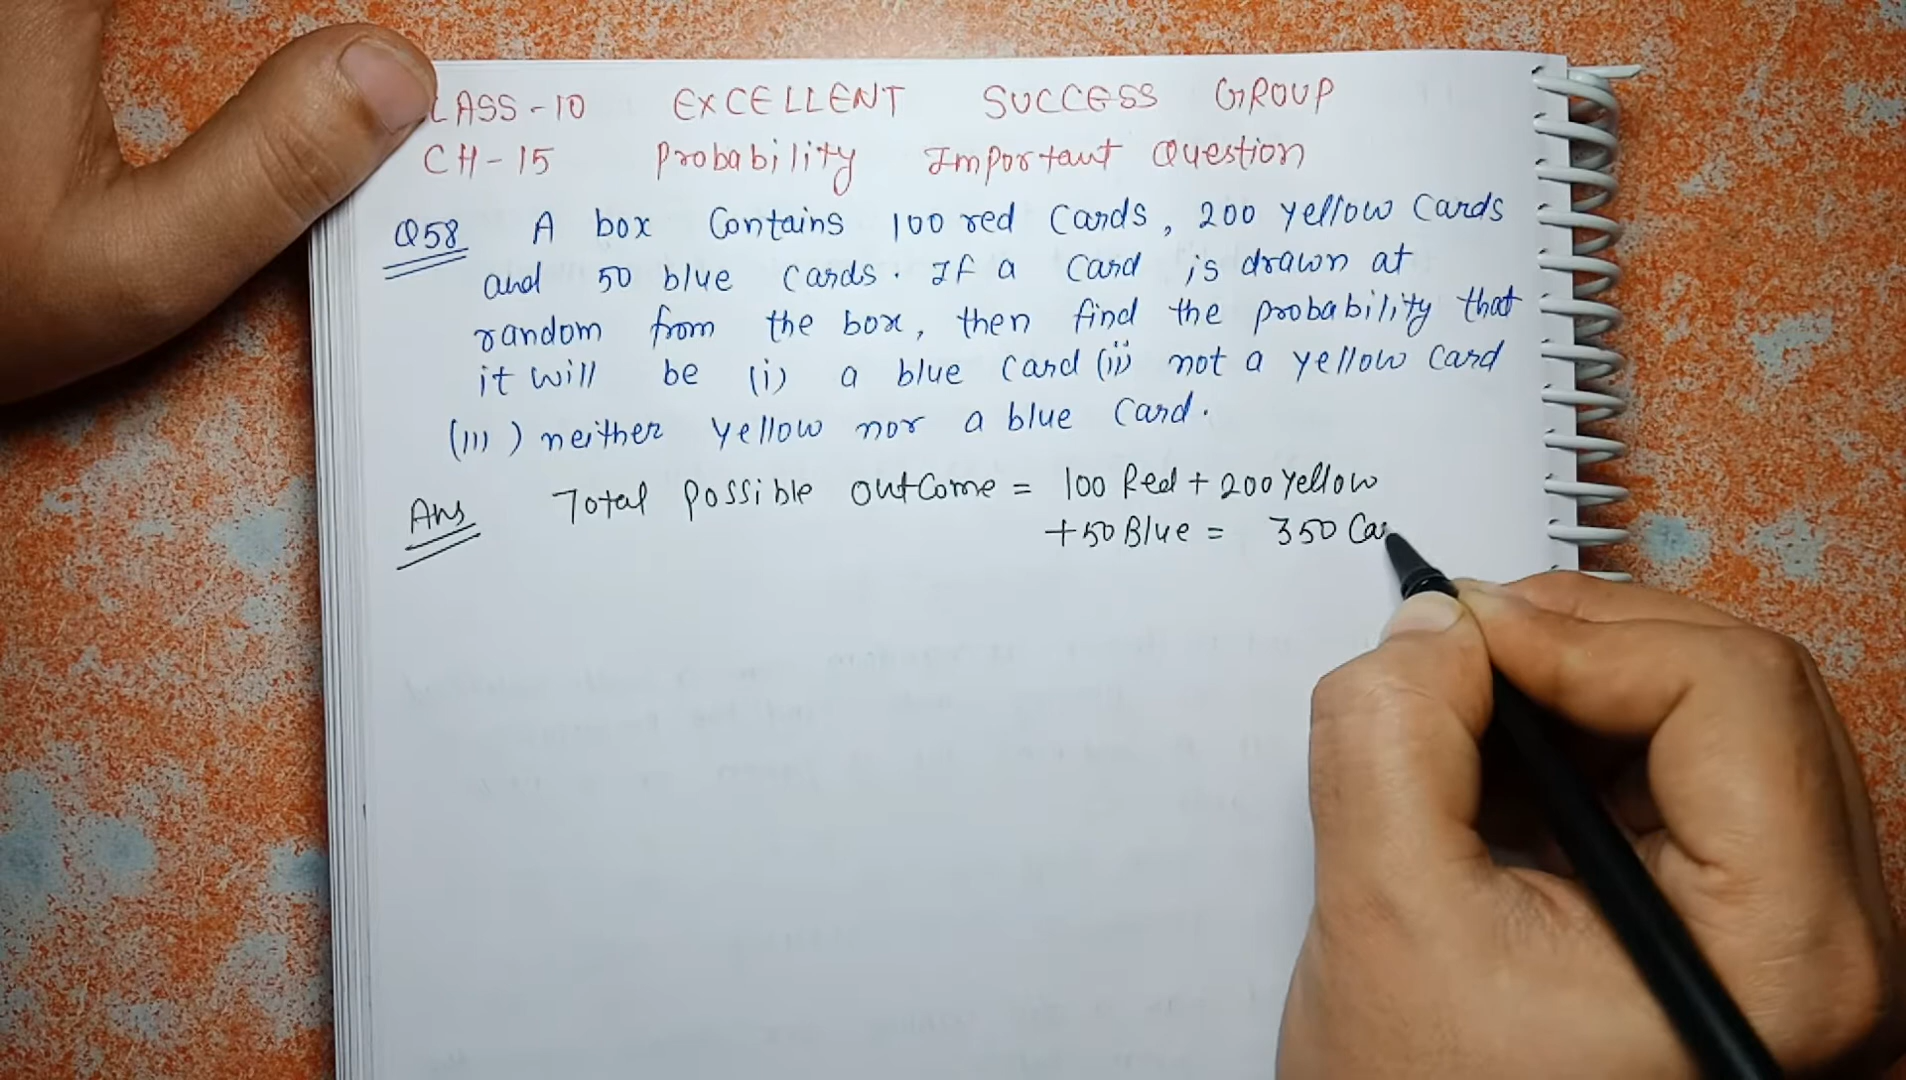 LASS-10 EXCELLENT SUCCESS GROUP
CH-15 Probability Important Question
Q58 A box Contains 100 red Cards, 200 yellow Cards
and 50 blue cards. If a Card is drawn at
random from the box, then find the probability that
it will be (i) a blue Card (ii) not a yellow Card
(iii) neither yellow nor a blue Card.
Ans Total possible outcome = 100 Red + 200 yellow
+50 Blue = 350 Ca